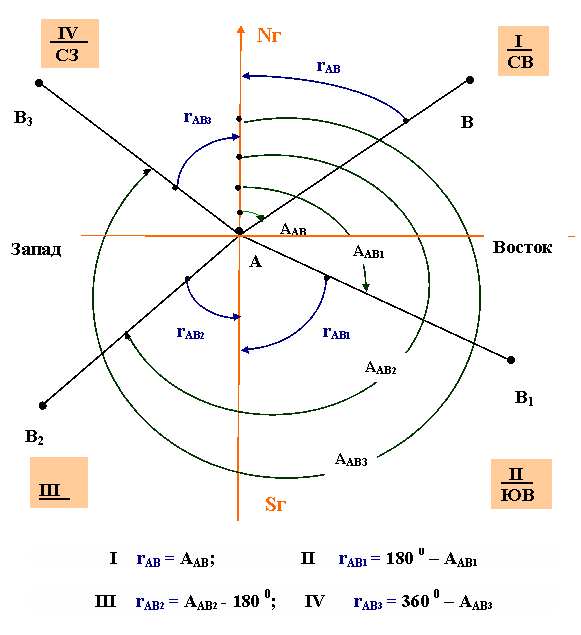 IV
СЗ
Nг
I
СВ
rАВ
B3
rАВ3
B
Запад
AАВ
Восток
A
AАВ1
rАВ2
rАВ1
AАВ2
B1
B2
AАВ3
III
Sг
II
ЮВ
I rАВ = AАВ; II rАВ1 = 180 0 – AАВ1
III rАВ2 = AАВ2 - 180 0; IV rАВ3 = 360 0 – AАВ3